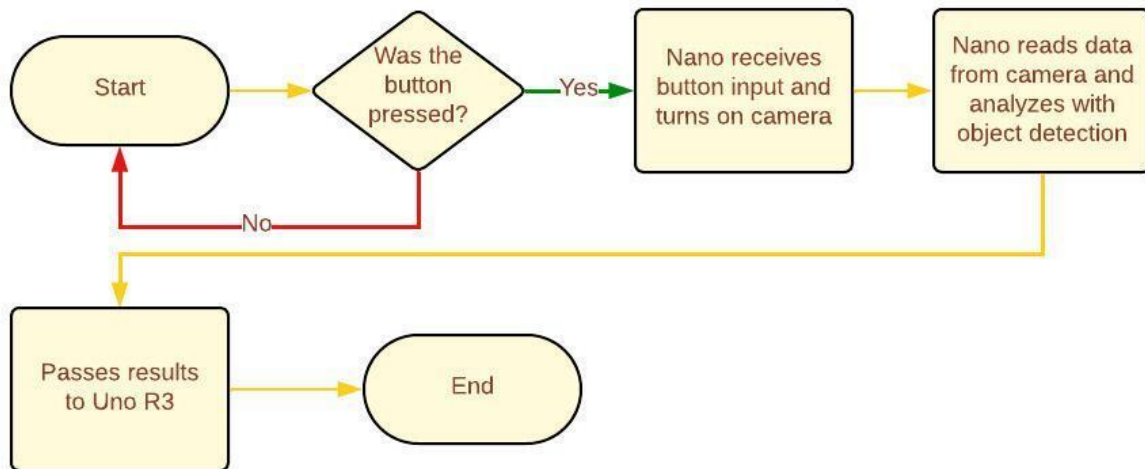 Start
Was the
button
pressed?
Yes
Nano receives
button input and
turns on camera
Nano reads data
from camera and
analyzes with
object detection
No
Passes results
to Uno R3
End